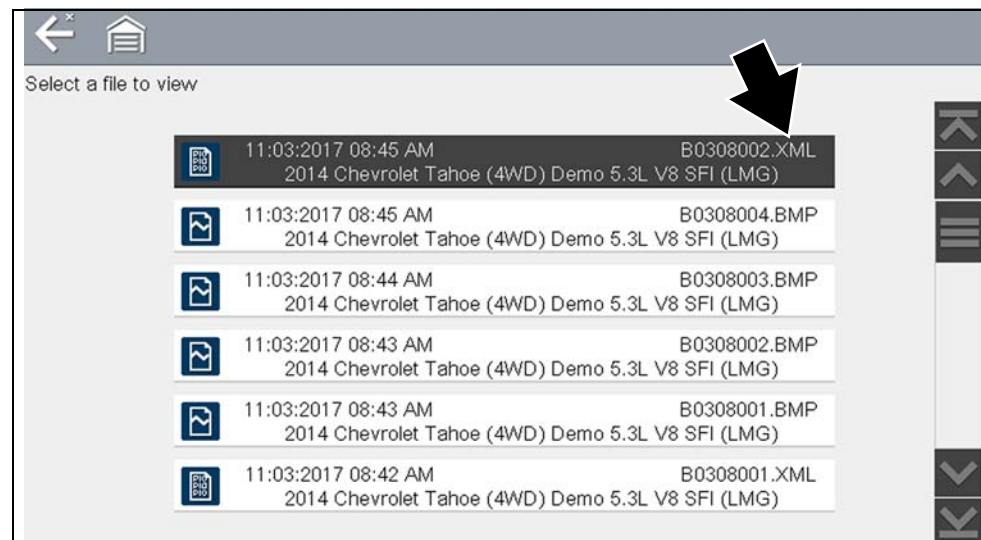 Select a file to view
11:03:2017 08:45 AM B0308002.XML
2014 Chevrolet Tahoe (4WD) Demo 5.3L V8 SFI (LMG)
11:03:2017 08:45 AM B0308004.BMP
2014 Chevrolet Tahoe (4WD) Demo 5.3L V8 SFI (LMG)
11:03:2017 08:44 AM B0308003.BMP
2014 Chevrolet Tahoe (4WD) Demo 5.3L V8 SFI (LMG)
11:03:2017 08:43 AM B0308002.BMP
2014 Chevrolet Tahoe (4WD) Demo 5.3L V8 SFI (LMG)
11:03:2017 08:43 AM B0308001.BMP
2014 Chevrolet Tahoe (4WD) Demo 5.3L V8 SFI (LMG)
11:03:2017 08:42 AM B0308001.XML
2014 Chevrolet Tahoe (4WD) Demo 5.3L V8 SFI (LMG)